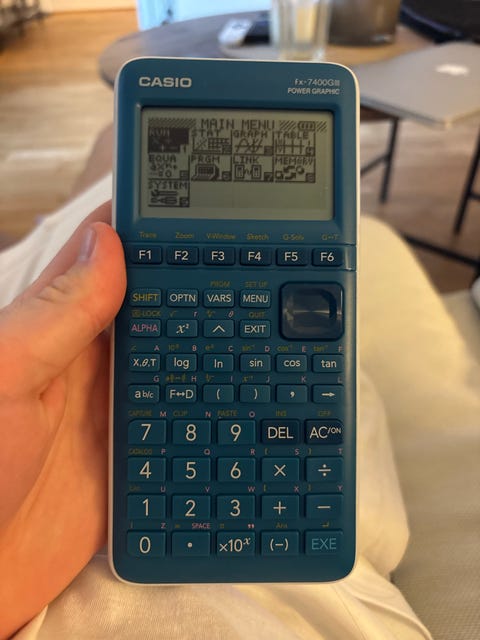 CASIO
fx-7400GIII
POWER GRAPHIC
MAIN MENU
RUN STAT GRAPH TABLE
EQUA PRGM LINK MEMORY
SYSTEM
Trace Zoom V-Window Sketch G-Solv G↔T
F1 F2 F3 F4 F5 F6
PRGM SET UP
SHIFT OPTN VARS MENU
A-LOCK QUIT
ALPHA x² ^ EXIT
X,θ,T log ln sin cos tan
a b/c F↔D ( ) , →
CAPTURE M CLIP N PASTE O INS OFF
7 8 9 DEL AC/ON
CATALOG P Q R { S } T
4 5 6 × ÷
U V W [ X ] Y
1 2 3 + −
Z SPACE Ans
0 . ×10ˣ (−) EXE